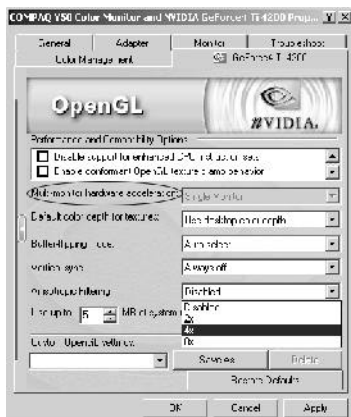 COMPAQ Y50 Color Monitor and NVIDIA GeForce4 Ti 4200 Prop...
General Adapter Monitor Troubleshoot
Color Management GeForce4 Ti 4200
OpenGL
NVIDIA.
Performance and Compatibility Options
Disable support for enhanced CPU instruction sets
Enable conformant OpenGL texture clamp behavior
Multi-monitor hardware acceleration: Single Monitor
Default color depth for textures: Use desktop color depth
Buffer-flipping mode: Auto-select
Vertical sync: Always off
Anisotropic Filtering: Disabled
Disabled
2x
4x
8x
Use up to 5 MB of system
Custom OpenGL settings:
Save as Delete
Restore Defaults
OK Cancel Apply